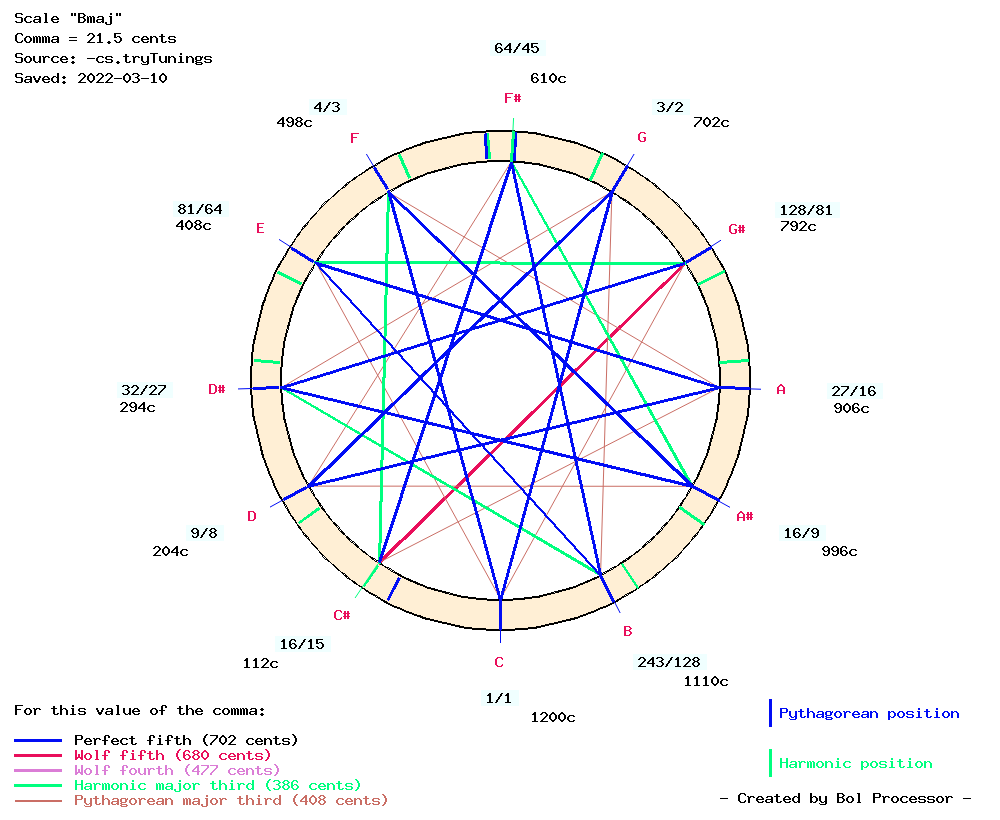 Scale "Bmaj"
Comma = 21.5 cents
Source: -cs.tryTunings
Saved: 2022-03-10
64/45
610c
F#
4/3
498c
F
3/2
702c
G
81/64
408c
E
128/81
792c
G#
32/27
294c
D#
A
27/16
906c
D
9/8
204c
A#
16/9
996c
C#
16/15
112c
B
243/128
1110c
C
1/1
1200c
For this value of the comma:
Perfect fifth (702 cents)
Wolf fifth (680 cents)
Wolf fourth (477 cents)
Harmonic major third (386 cents)
Pythagorean major third (408 cents)
Pythagorean position
Harmonic position
- Created by Bol Processor -